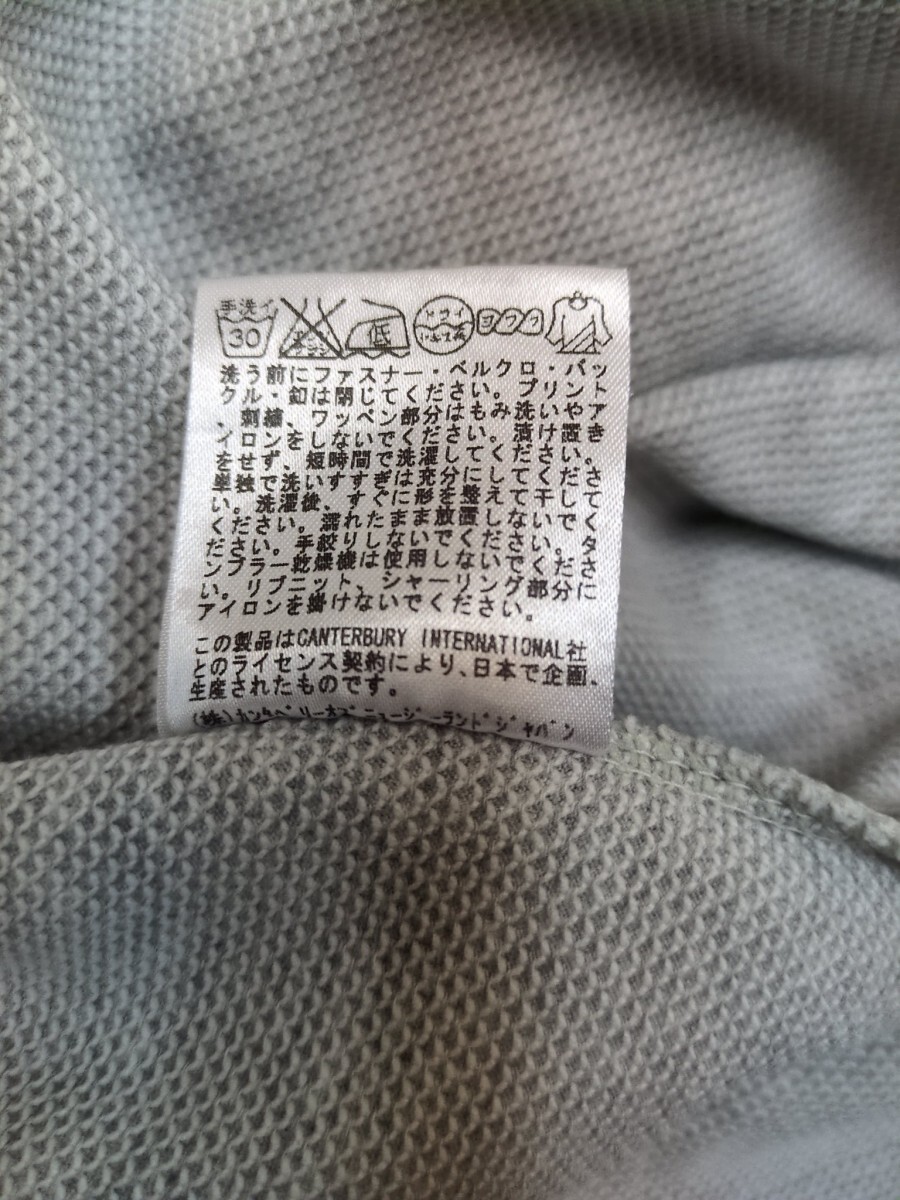 手洗イ
30
エンソサラシ
低
ドライ
セキユ系
ヨワク
洗う前にファスナー・ベルクロ・バッ
クル・釦は閉じてください。プリント
、刺繍、ワッペン部分はもみ洗いやア
イロンをしないでください。漬け置き
をせず、短時間で洗濯してください。
単独で洗いすすぎは充分にしてくださ
い。洗濯後、すぐに形を整えて干して
ください。濡れたまま放置しないでく
ださい。手絞りしないでください。タ
ンブラー乾燥機は使用しないでくださ
い。リブニット、シャーリング部分に
アイロンを掛けないでください。
この製品はCANTERBURY INTERNATIONAL社
とのライセンス契約により、日本で企画、
生産されたものです。
(株)カンタベリーオブニュージーランドジャパン